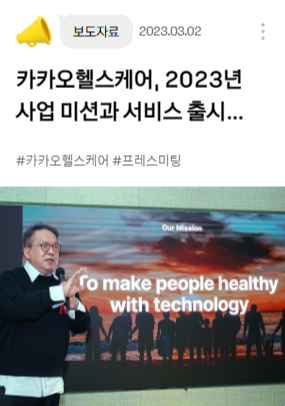 보도자료 2023.03.02
카카오헬스케어, 2023년
사업 미션과 서비스 출시...
#카카오헬스케어 #프레스미팅
Our Mission
To make people healthy
with technology